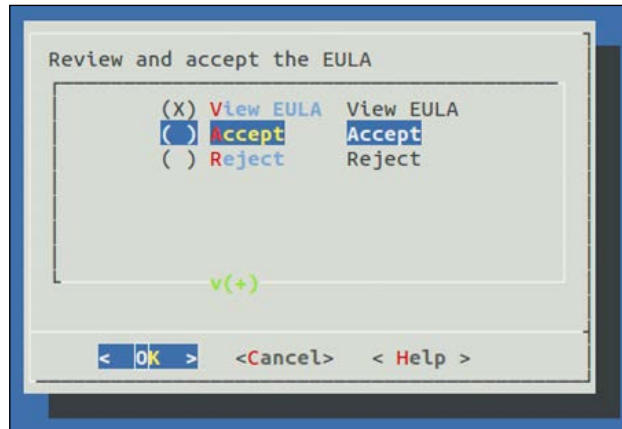 Review and accept the EULA
(X) View EULA View EULA
( ) Accept Accept
( ) Reject Reject
v(+)
< OK > <Cancel> < Help >